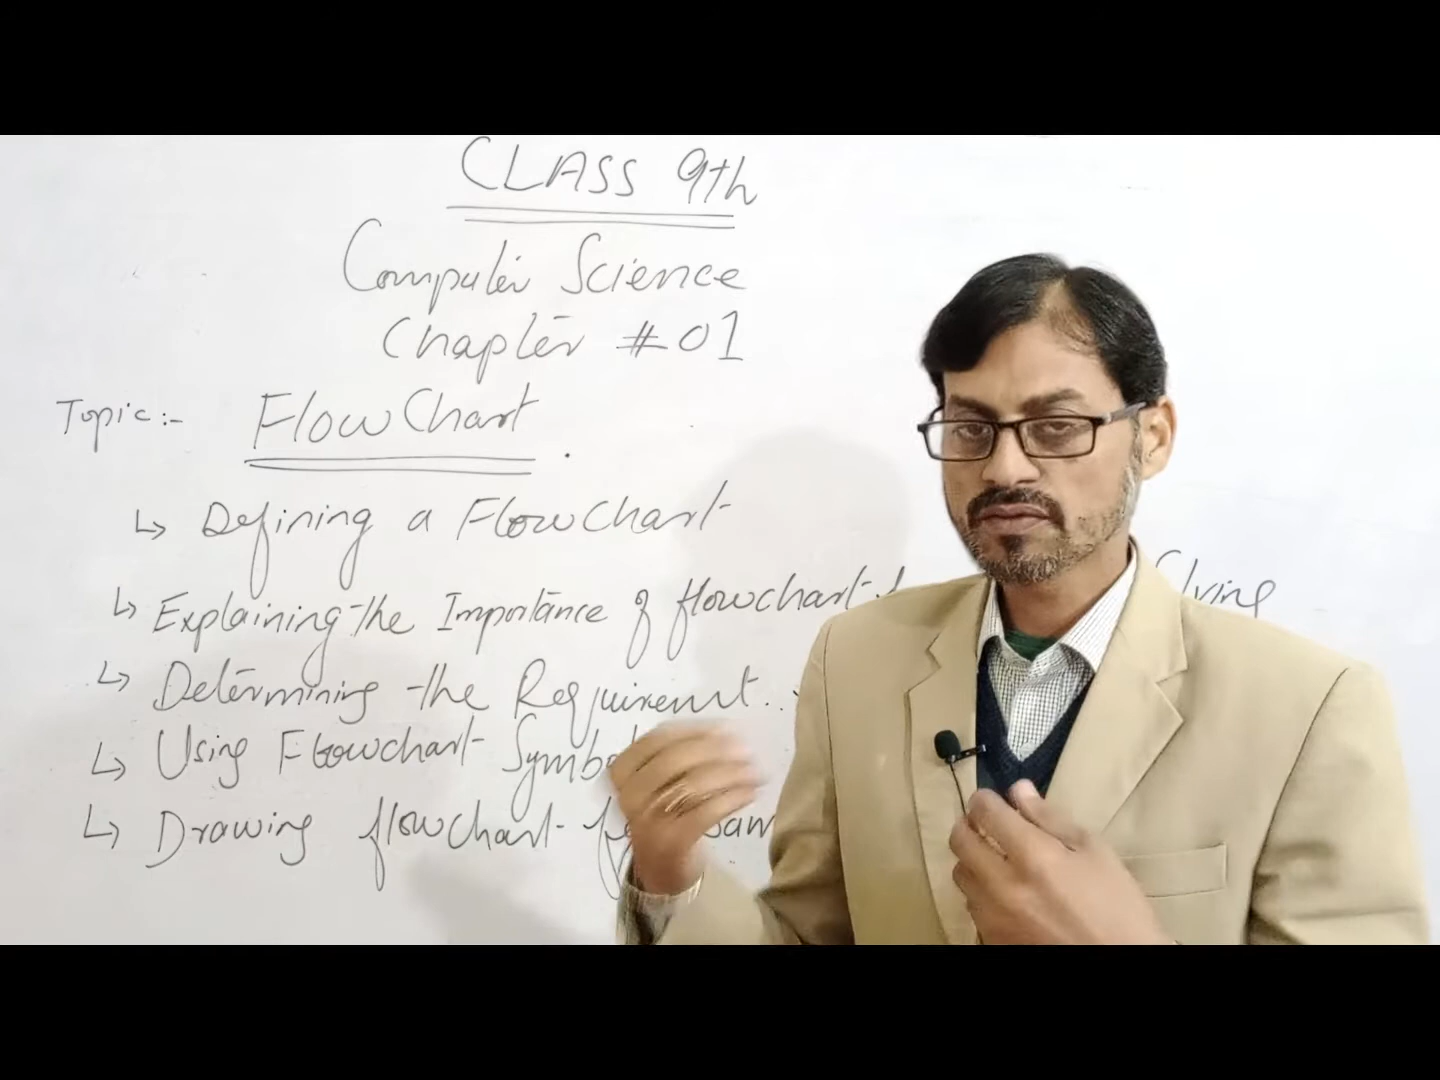 CLASS 9th
Computer Science
Chapter # 01
Topic:- FlowChart.
↳ Defining a FlowChart
↳ Explaining the Importance of flowchart
↳ Determining the Requirement..
↳ Using Flowchart
↳ Drawing flowchart